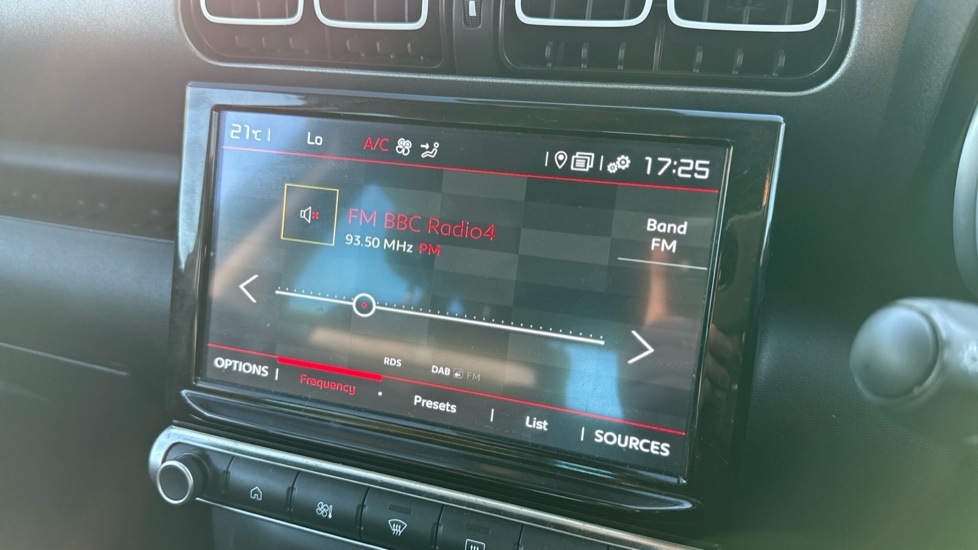 21°C Lo A/C 17:25
FM BBC Radio4
93.50 MHz PM
Band
FM
RDS DAB FM
OPTIONS Frequency Presets List SOURCES